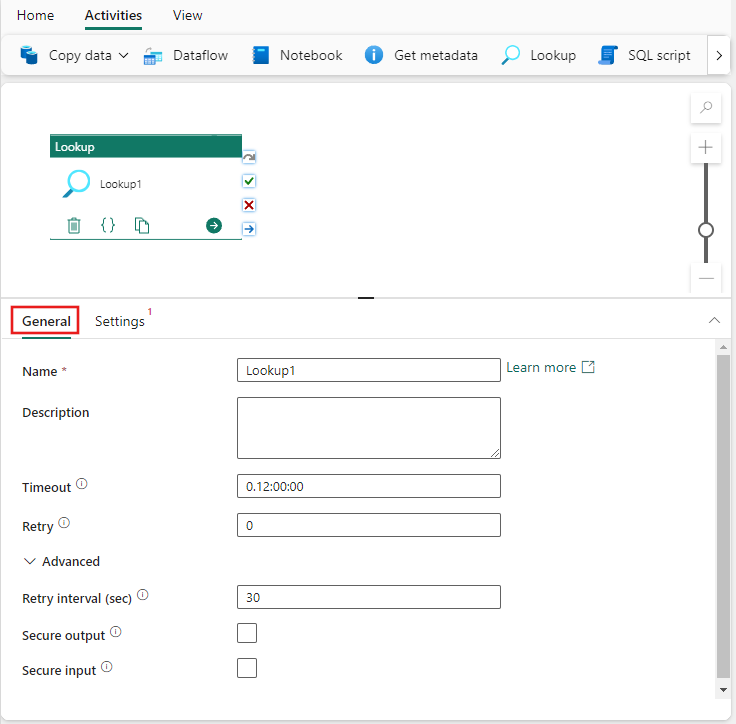 Home Activities View
Copy data Dataflow Notebook Get metadata Lookup SQL script
Lookup
Lookup1
{}
General Settings 1
Name * Lookup1 Learn more
Description
Timeout 0.12:00:00
Retry 0
Advanced
Retry interval (sec) 30
Secure output
Secure input